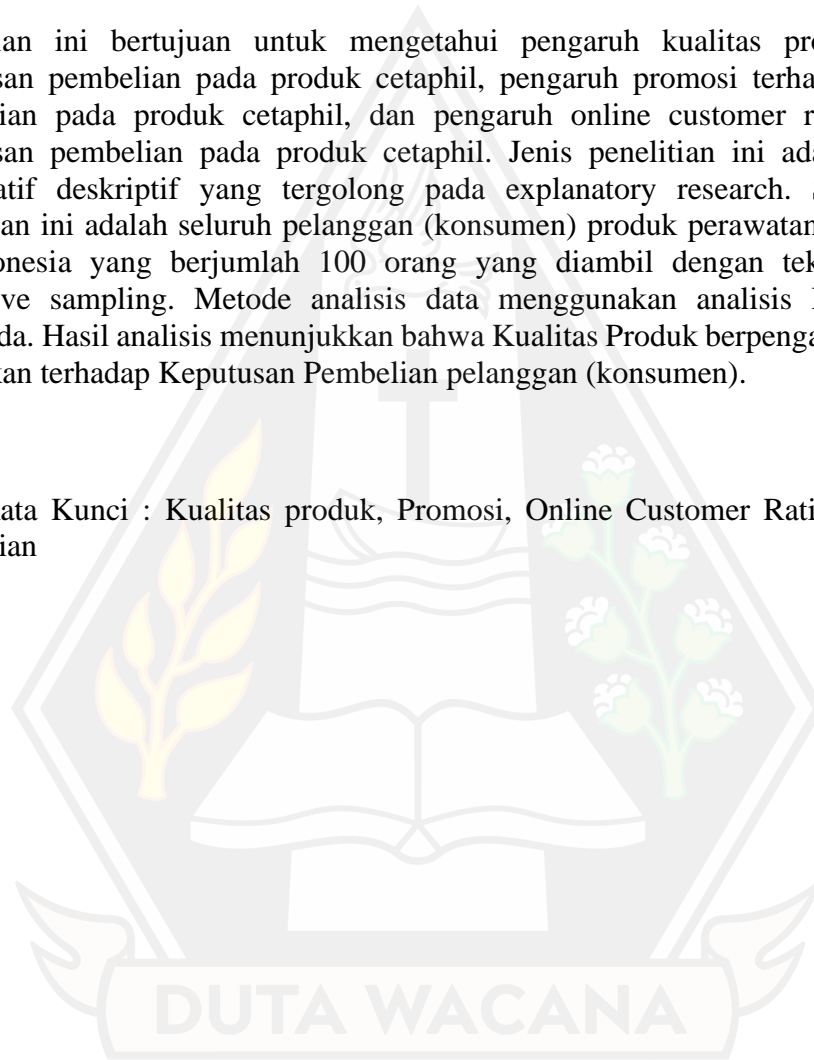 ian ini bertujuan untuk mengetahui pengaruh kualitas pro
san pembelian pada produk cetaphil, pengaruh promosi terha
ian pada produk cetaphil, dan pengaruh online customer r
san pembelian pada produk cetaphil. Jenis penelitian ini ada
atif deskriptif yang tergolong pada explanatory research.
an ini adalah seluruh pelanggan (konsumen) produk perawatan
onesia yang berjumlah 100 orang yang diambil dengan tek
ve sampling. Metode analisis data menggunakan analisis
da. Hasil analisis menunjukkan bahwa Kualitas Produk berpenga
kan terhadap Keputusan Pembelian pelanggan (konsumen).
ata Kunci : Kualitas produk, Promosi, Online Customer Rati
ian
DUTA WACANA